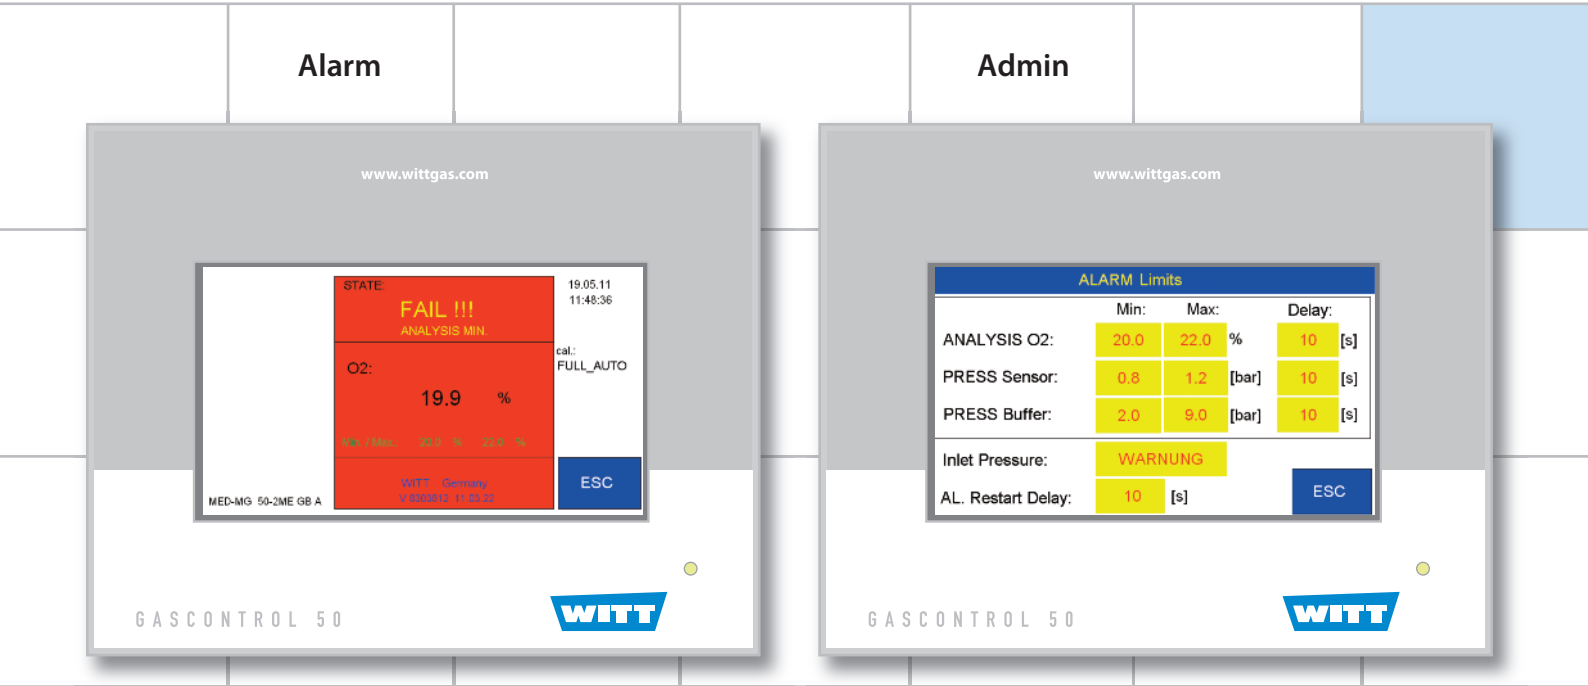 Alarm
Admin
www.wittgas.com
STATE:
FAIL !!!
ANALYSIS MIN.
19.05.11
11:48:36
O2:
19.9 %
cal.:
FULL_AUTO
Min. / Max.: 20.0 % 22.0 %
WITT Germany
ESC
MED-MG 50-2ME GB A
GASCONTROL 50
WITT
www.wittgas.com
ALARM Limits
Min: Max: Delay:
ANALYSIS O2: 20.0 22.0 % 10 [s]
PRESS Sensor: 0.8 1.2 [bar] 10 [s]
PRESS Buffer: 2.0 9.0 [bar] 10 [s]
Inlet Pressure: WARNUNG
AL. Restart Delay: 10 [s]
ESC
GASCONTROL 50
WITT